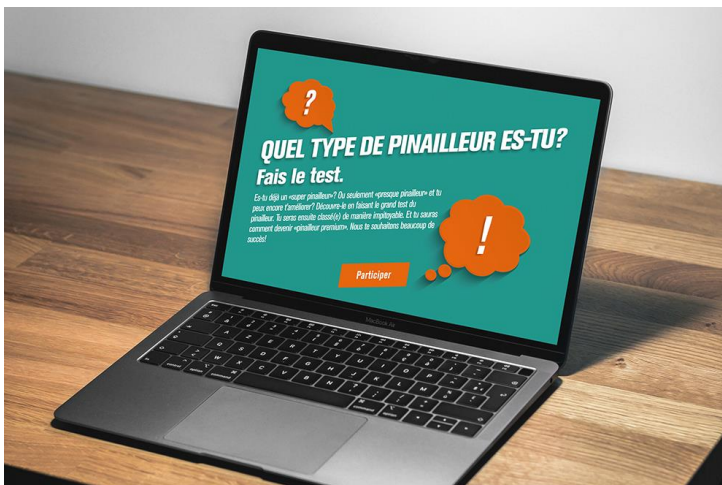 ?
QUEL TYPE DE PINAILLEUR ES-TU?
Fais le test.
Es-tu déjà un «super pinailleur»? Ou seulement «presque pinailleur» et tu
peux encore t'améliorer? Découvre-le en faisant le grand test du
pinailleur. Tu seras ensuite classé(e) de manière impitoyable. Et tu sauras
comment devenir «pinailleur premium». Nous te souhaitons beaucoup de
succès!
!
Participer
MacBook Air
A Z E R T Y U I O P
Q S D F G H J K L M
W X C V B N